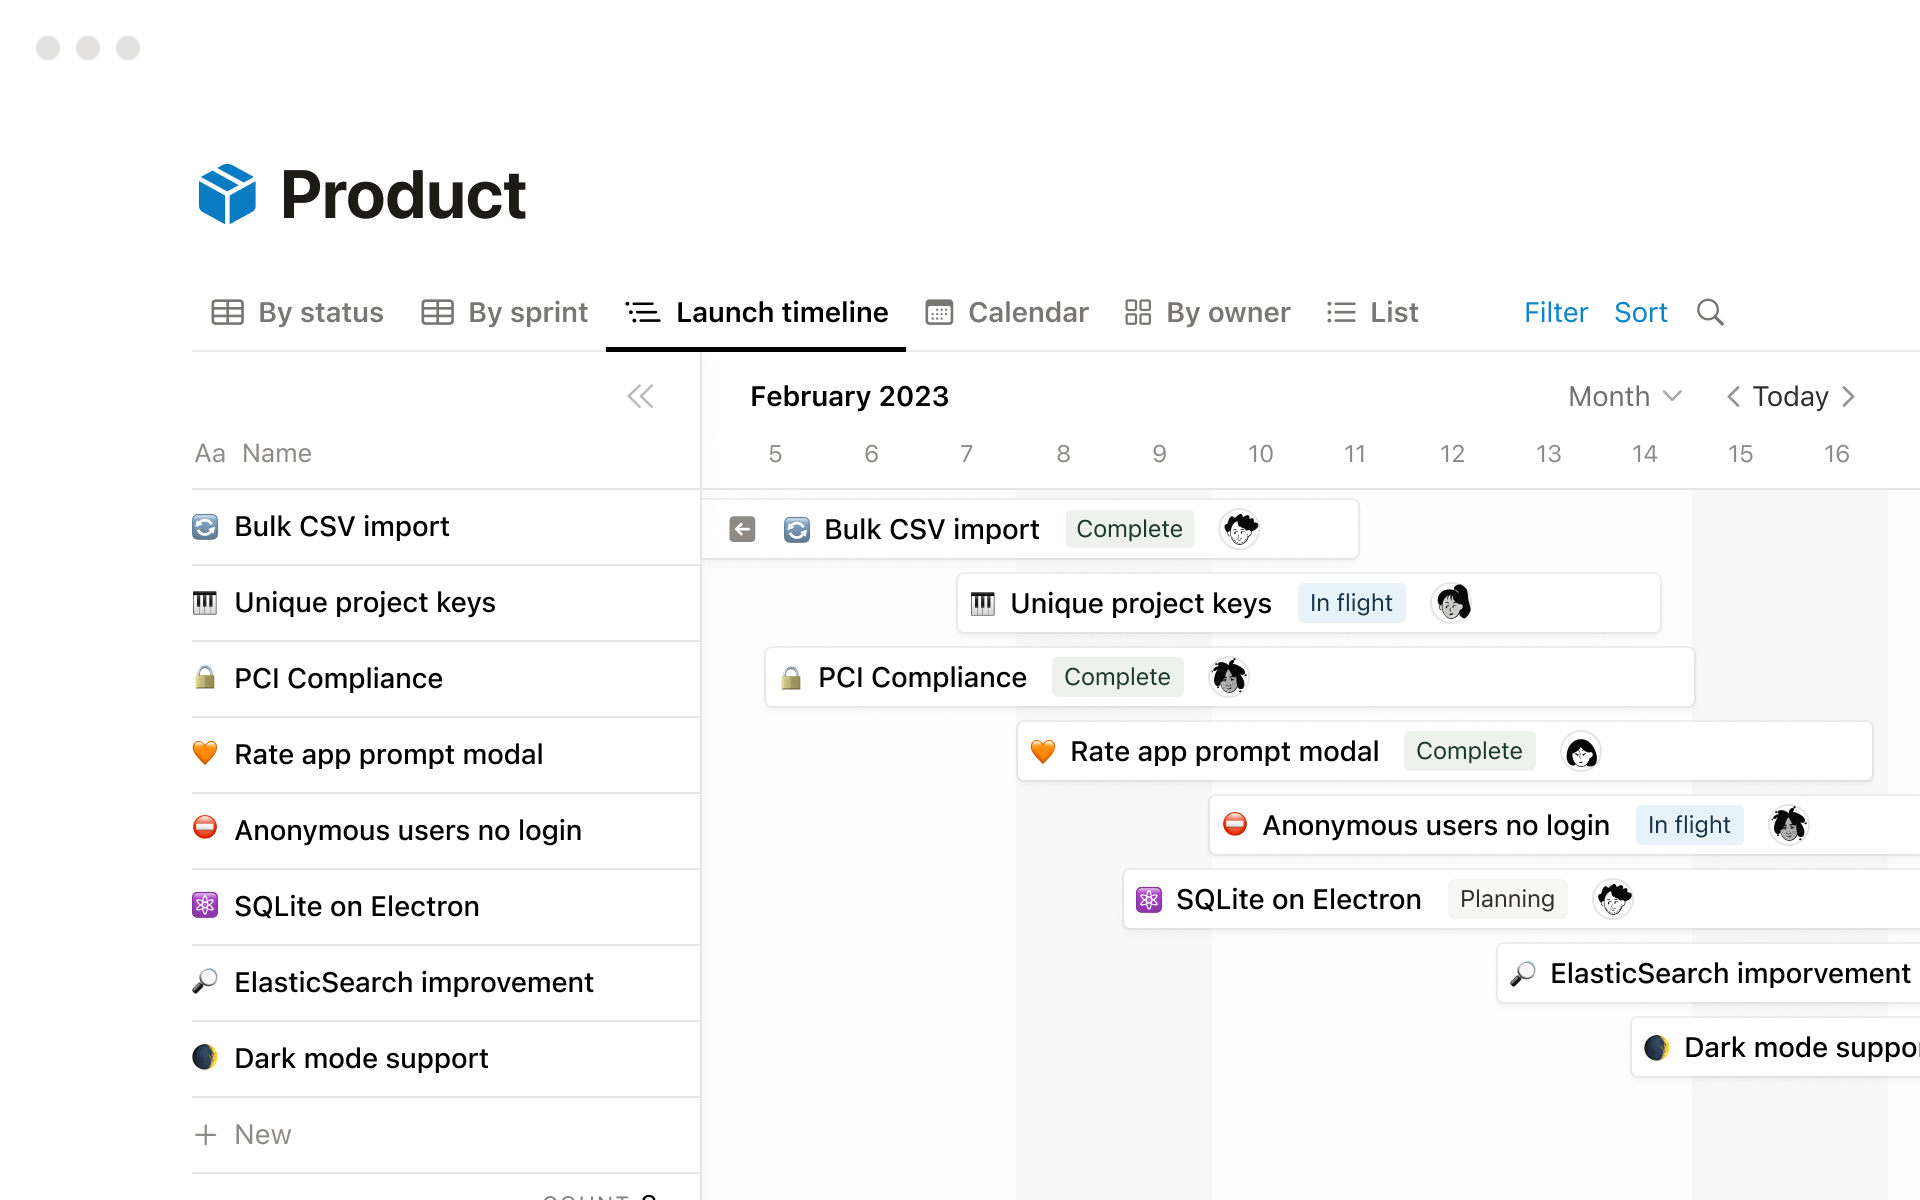 Product
By status By sprint Launch timeline Calendar By owner List Filter Sort
February 2023 Month Today
Aa Name 5 6 7 8 9 10 11 12 13 14 15 16
Bulk CSV import
Bulk CSV import Complete
Unique project keys
Unique project keys In flight
PCI Compliance
PCI Compliance Complete
Rate app prompt modal
Rate app prompt modal Complete
Anonymous users no login
Anonymous users no login In flight
SQLite on Electron
SQLite on Electron Planning
ElasticSearch improvement
ElasticSearch imporvement
Dark mode support
Dark mode suppor
New